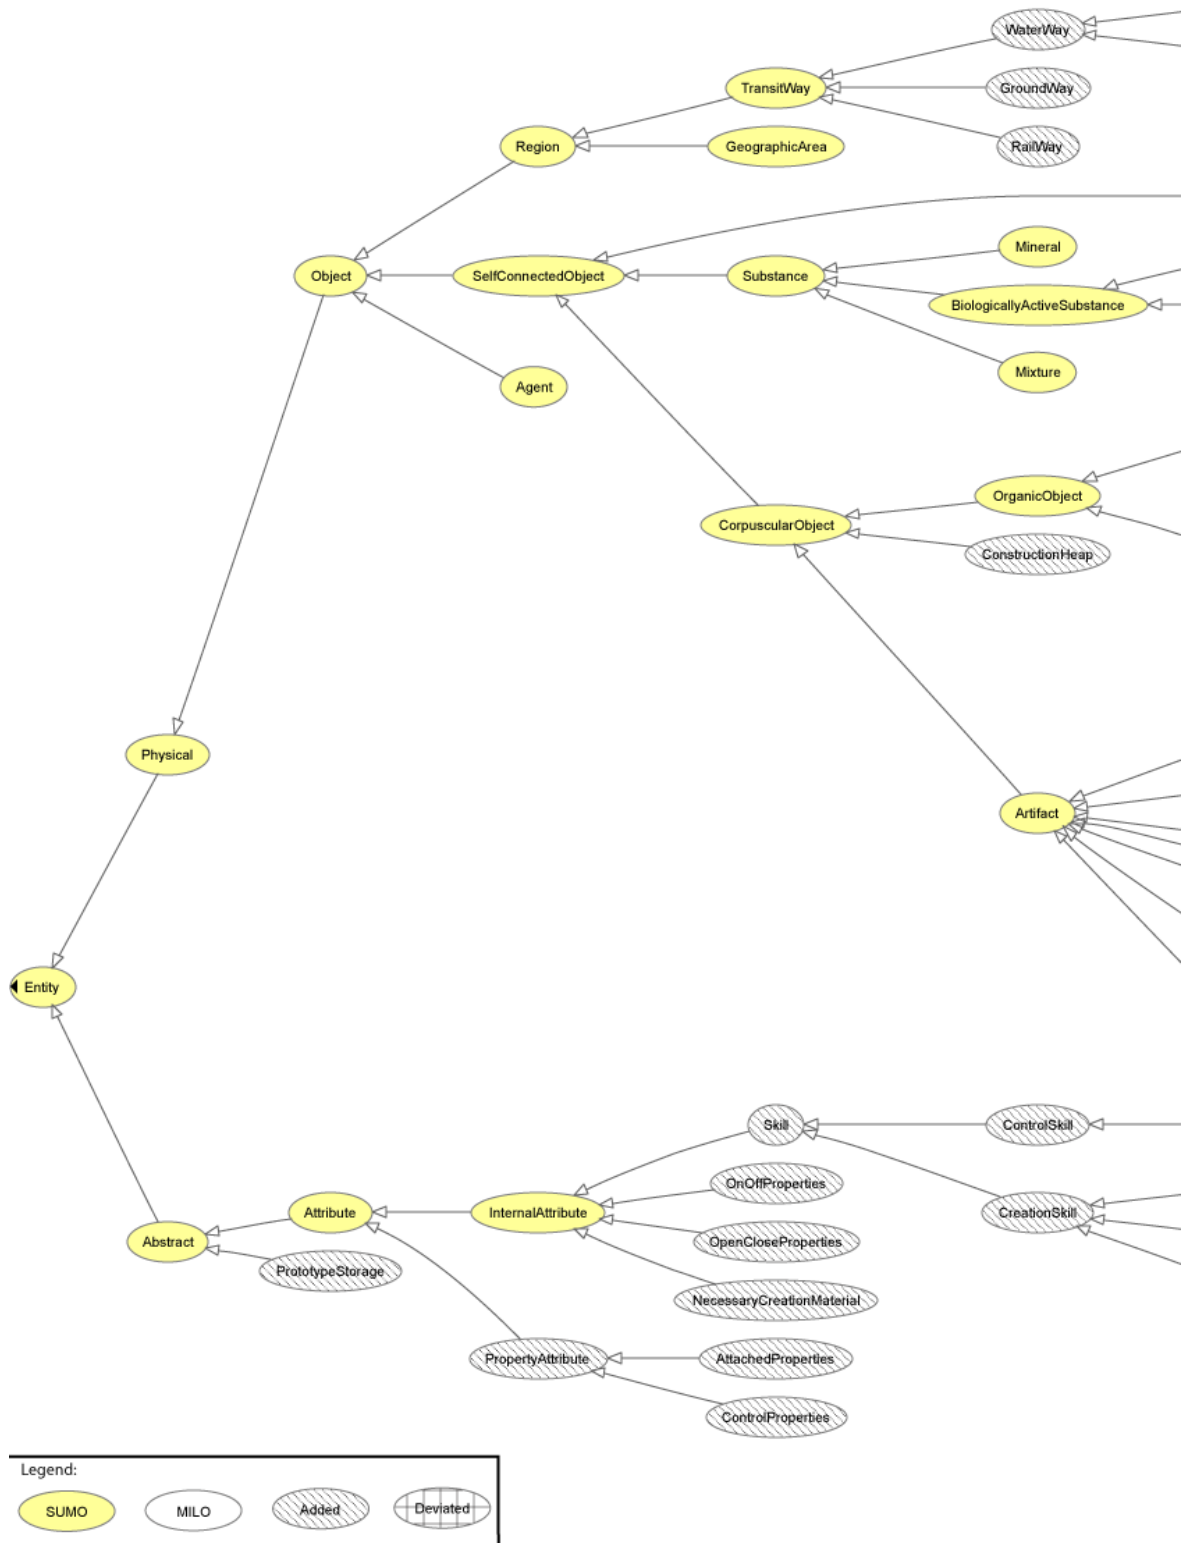 WaterWay
TransitWay
GroundWay
Region
GeographicArea
RailWay
Mineral
Object
SelfConnectedObject
Substance
BiologicallyActiveSubstance
Mixture
Agent
OrganicObject
CorpuscularObject
ConstructionHeap
Physical
Artifact
Entity
Skill
ControlSkill
OnOffProperties
Attribute
InternalAttribute
CreationSkill
Abstract
OpenCloseProperties
PrototypeStorage
NecessaryCreationMaterial
PropertyAttribute
AttachedProperties
ControlProperties
Legend:
SUMO
MILO
Added
Deviated